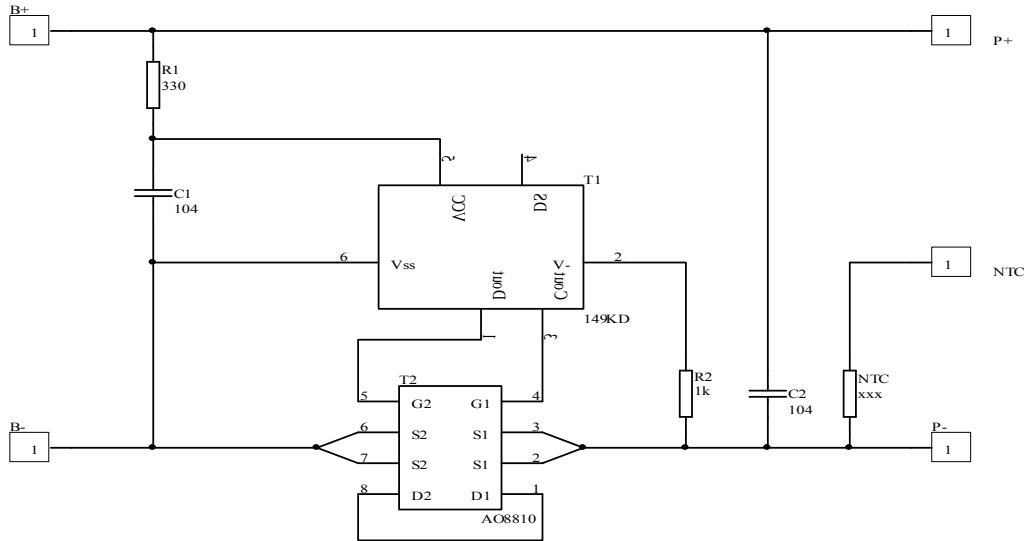 B+
1
1
P+
R1
330
5
4
T1
C1
104
VCC
DS
6
Vss
V-
2
1
NTC
Dout
Cout
149KD
1
3
T2
R2
1k
C2
104
NTC
xxx
5
G2
G1
4
B-
1
6
S2
S1
3
P-
1
7
S2
S1
2
8
D2
D1
1
AO8810